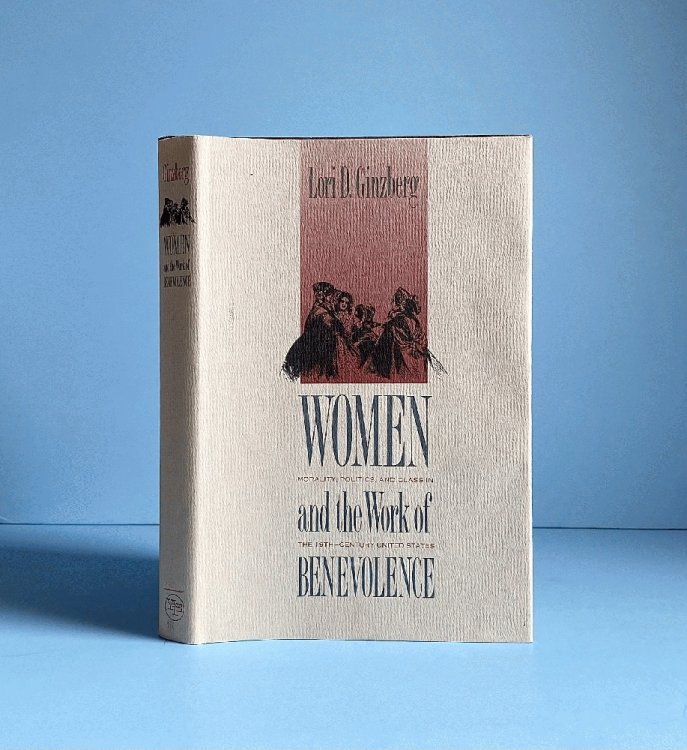 Ginzberg
WOMEN
and the Work of
BENEVOLENCE
Lori D. Ginzberg
WOMEN
MORALITY, POLITICS, AND CLASS IN
and the Work of
THE 19TH-CENTURY UNITED STATES
BENEVOLENCE